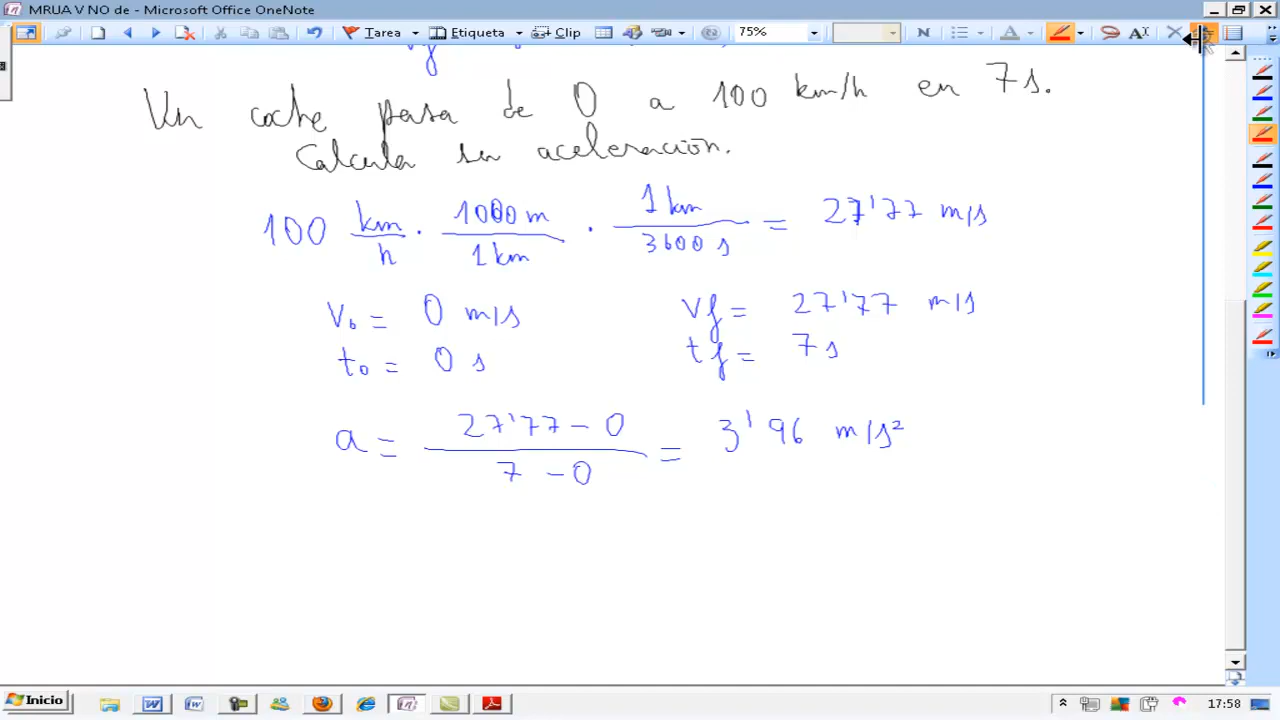 MRUA V NO de - Microsoft Office OneNote
Tarea Etiqueta Clip 75% N A
Un coche pasa de 0 a 100 km/h en 7s.
Calcula su aceleración.
100 km/h · 1000 m/1 km · 1 km/3600 s = 27'77 m/s
v₀ = 0 m/s vf = 27'77 m/s
t₀ = 0 s tf = 7 s
a = 27'77 - 0/7 - 0 = 3'96 m/s²
Inicio 17:58